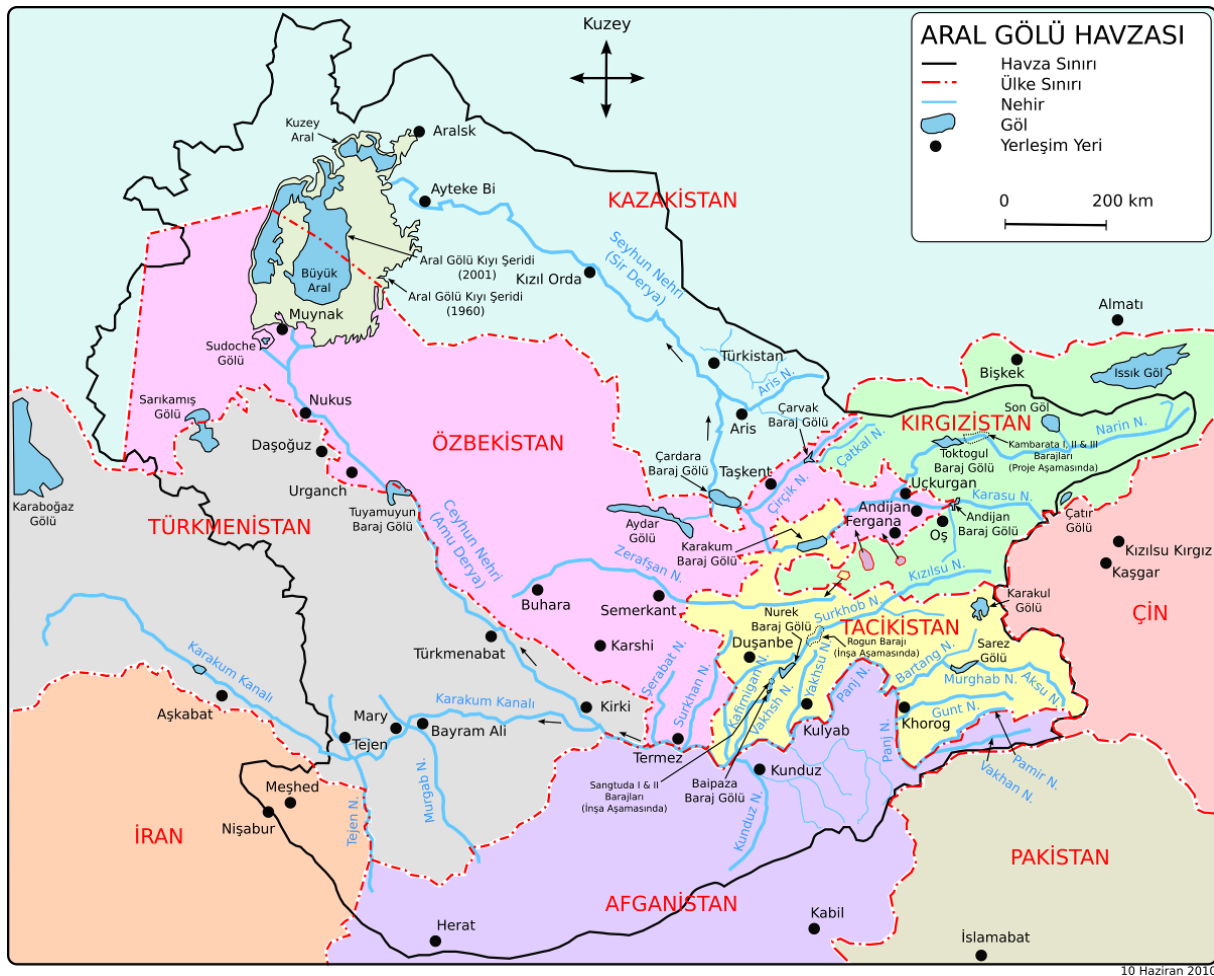 Kuzey
ARAL GÖLÜ HAVZASI
Havza Sınırı
Ülke Sınırı
Nehir
Göl
Yerleşim Yeri
0
200 km
Kuzey
Aral
Aralsk
Ayteke Bi
KAZAKİSTAN
Seyhun Nehri
(Sir Derya)
Aral Gölü Kıyı Şeridi
(2001)
Büyük
Aral
Kızıl Orda
Aral Gölü Kıyı Şeridi
(1960)
Almatı
Muynak
Sudoche
Gölü
Türkistan
Bişkek
Issık Göl
Aris N.
Sarıkamış
Gölü
Nukus
Aris
Çarvak
Baraj Gölü
Son Göl
KIRGIZİSTAN
Narin N.
Daşoğuz
ÖZBEKİSTAN
Çatkal N.
Toktogul
Baraj Gölü
Kambarata I, II & III
Barajları
(Proje Aşamasında)
Çardara
Baraj Gölü
Taşkent
Urganch
Çirçik N.
Uçkurgan
Karasu N.
Karaboğaz
Gölü
TÜRKMENİSTAN
Tuyamuyun
Baraj Gölü
Ceyhun Nehri
(Amu Derya)
Aydar
Gölü
Andijan
Fergana
Oş
Andijan
Baraj Gölü
Çatır
Gölü
Karakum
Baraj Gölü
Kızılsu Kırgız
Kaşgar
Zerafşan N.
Kızılsu N.
Buhara
Semerkant
Nurek
Baraj Gölü
Surkhob N.
Karakul
Gölü
ÇİN
TACİKİSTAN
Karshi
Duşanbe
Rogun Barajı
(İnşa Aşamasında)
Sarez
Gölü
Türkmenabat
Şerabat N.
Surkhan N.
Kafirnigan N.
Vakhsh N.
Yakhsu N.
Panj N.
Bartang N.
Murghab N.
Aksu N.
Karakum Kanalı
Aşkabat
Karakum Kanalı
Kirki
Gunt N.
Khorog
Mary
Bayram Ali
Tejen
Termez
Kulyab
Panj N.
Pamir N.
Vakhan N.
Sangtuda I & II
Barajları
(İnşa Aşamasında)
Baipaza
Baraj Gölü
Kunduz
Meşhed
Nişabur
Murgab N.
Tejen N.
Kunduz N.
İRAN
PAKİSTAN
AFGANİSTAN
Herat
Kabil
İslamabat
10 Haziran 2010